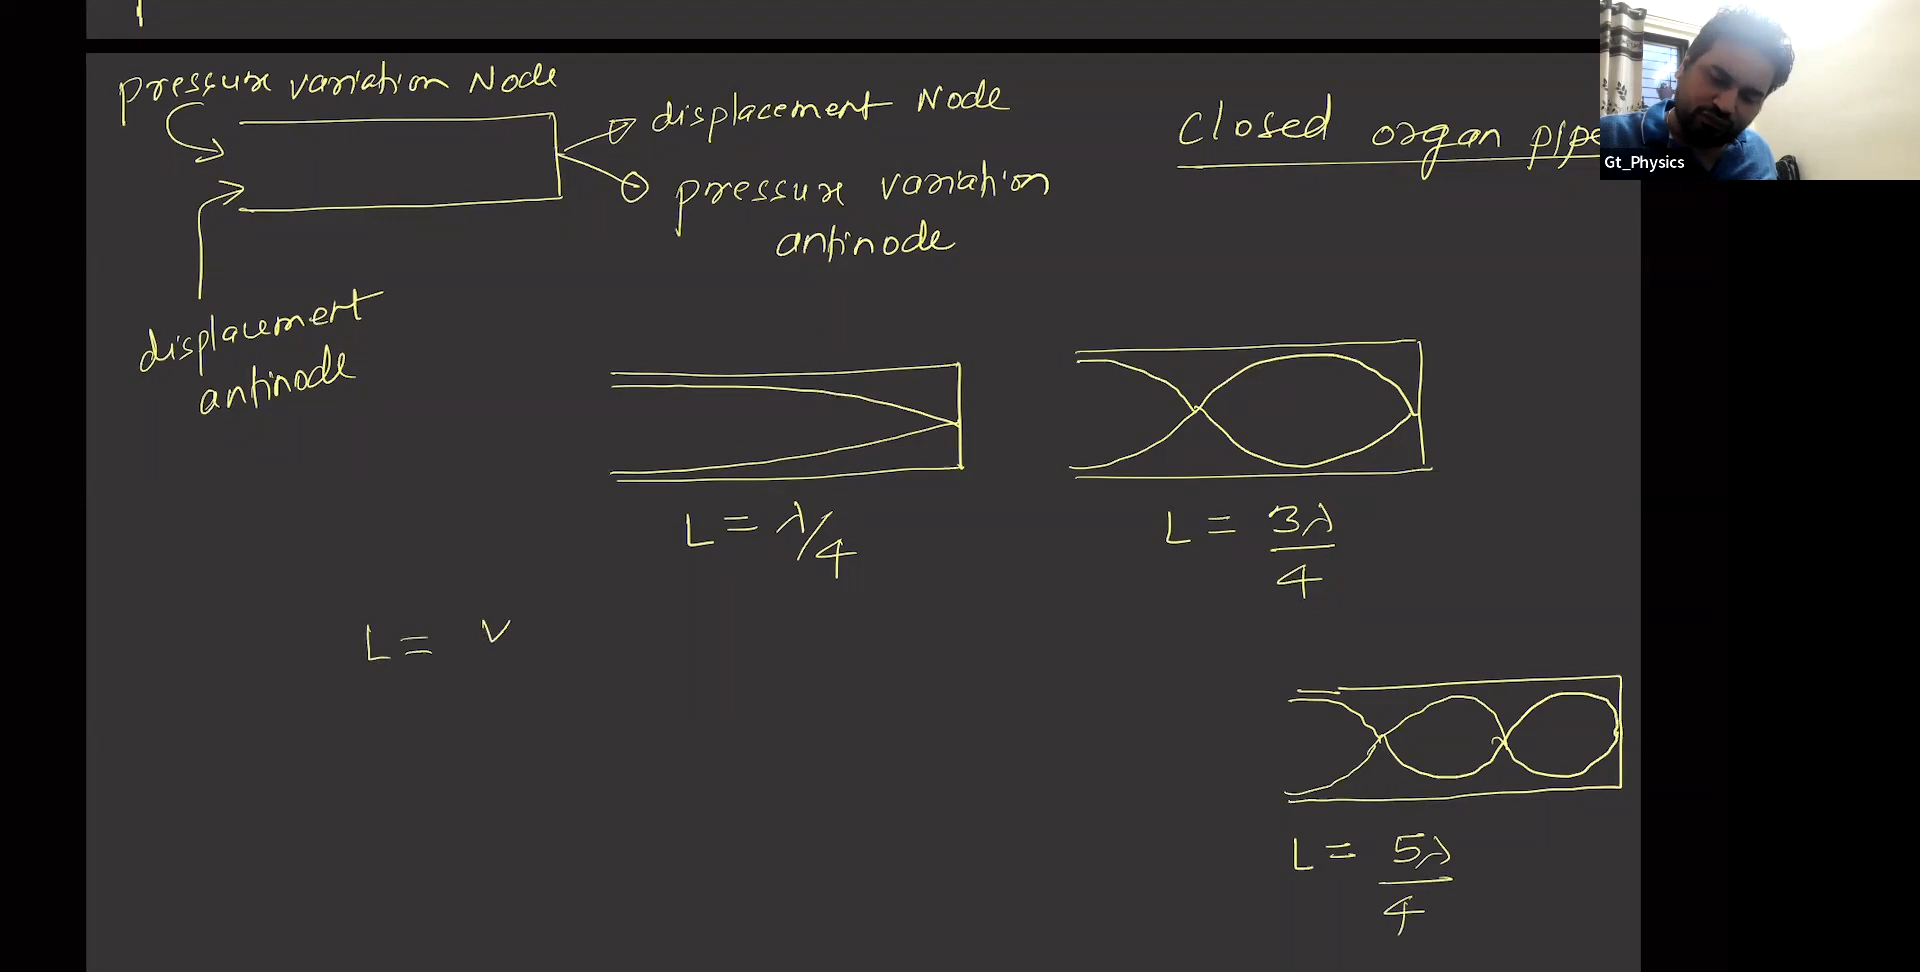 pressure variation Node
displacement Node
closed organ pipe
Gt_Physics
pressure variation
antinode
displacement
antinode
L = λ/4
L = 3λ/4
L = v
L = 5λ/4